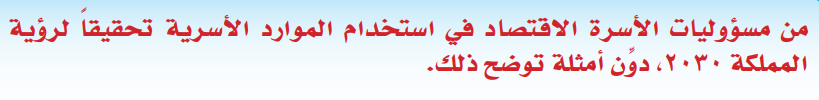 من مسؤوليات الأسرة الاقتصاد في استخدام الموارد الأسرية تحقيقاً لرؤية
المملكة ٢٠٣٠، دوِّن أمثلة توضح ذلك.